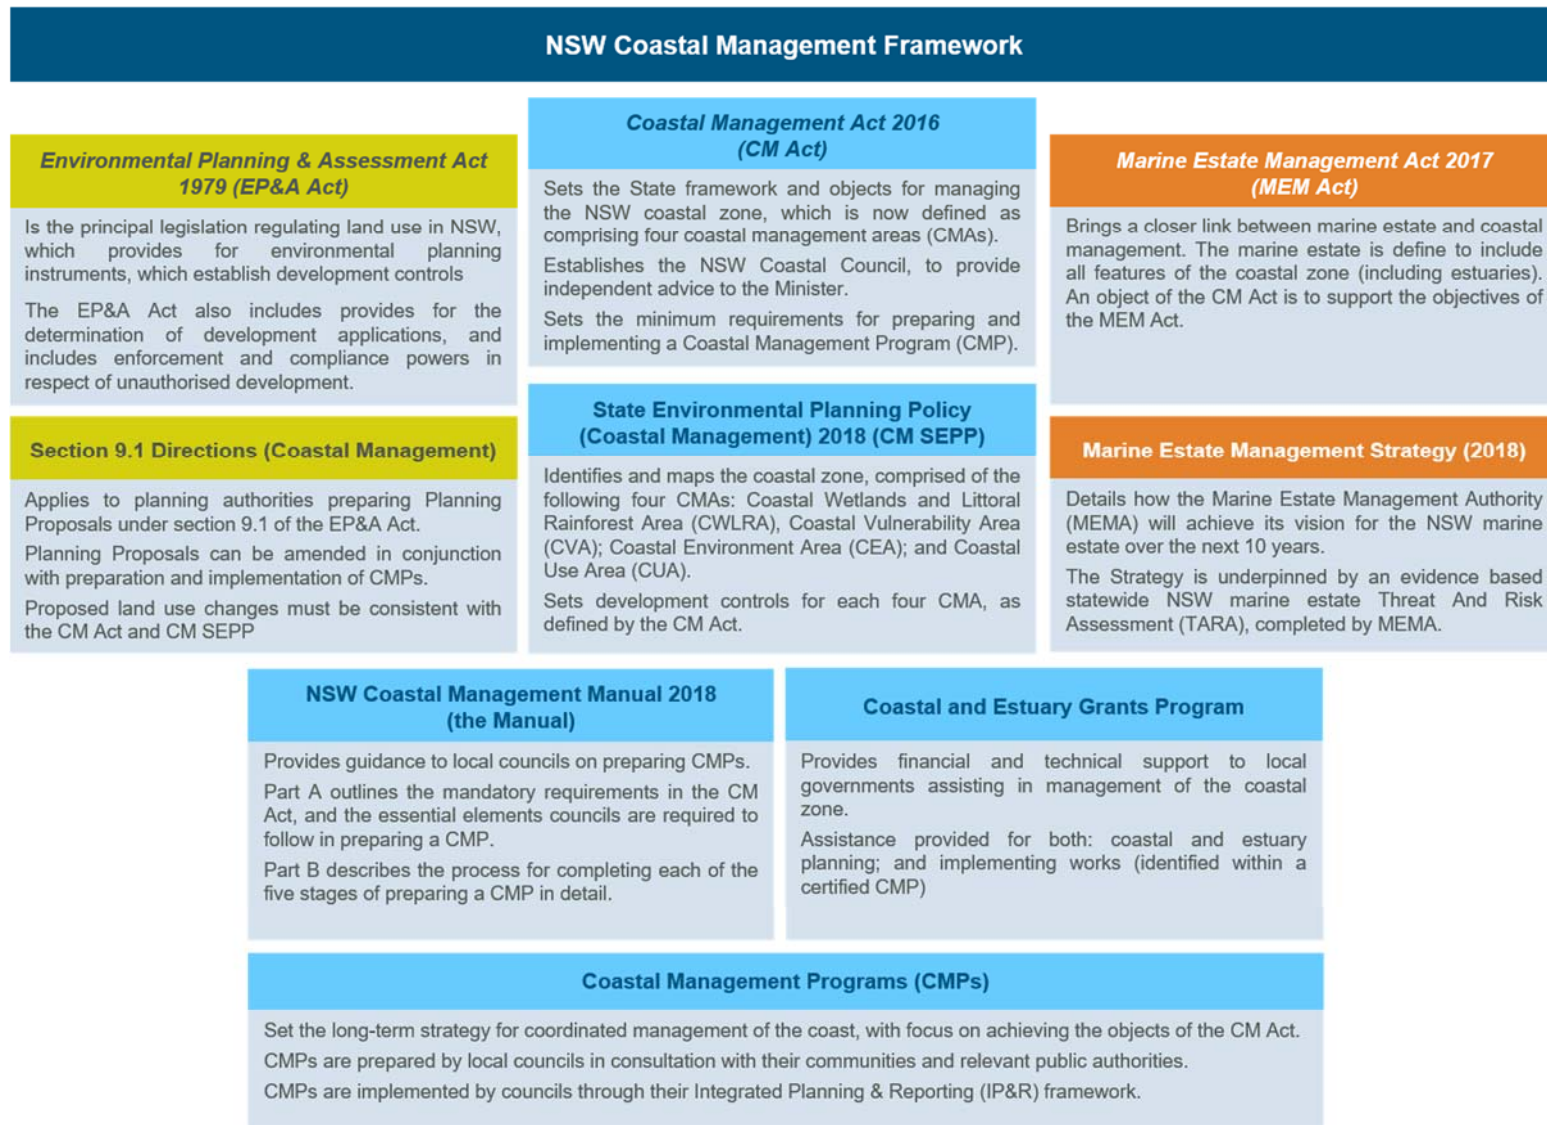 NSW Coastal Management Framework
Environmental Planning & Assessment Act
1979 (EP&A Act)
Is the principal legislation regulating land use in NSW,
which provides for environmental planning
instruments, which establish development controls
The EP&A Act also includes provides for the
determination of development applications, and
includes enforcement and compliance powers in
respect of unauthorised development.
Section 9.1 Directions (Coastal Management)
Applies to planning authorities preparing Planning
Proposals under section 9.1 of the EP&A Act.
Planning Proposals can be amended in conjunction
with preparation and implementation of CMPs.
Proposed land use changes must be consistent with
the CM Act and CM SEPP
Coastal Management Act 2016
(CM Act)
Sets the State framework and objects for managing
the NSW coastal zone, which is now defined as
comprising four coastal management areas (CMAs).
Establishes the NSW Coastal Council, to provide
independent advice to the Minister.
Sets the minimum requirements for preparing and
implementing a Coastal Management Program (CMP).
State Environmental Planning Policy
(Coastal Management) 2018 (CM SEPP)
Identifies and maps the coastal zone, comprised of the
following four CMAs: Coastal Wetlands and Littoral
Rainforest Area (CWLRA), Coastal Vulnerability Area
(CVA); Coastal Environment Area (CEA); and Coastal
Use Area (CUA).
Sets development controls for each four CMA, as
defined by the CM Act.
Marine Estate Management Act 2017
(MEM Act)
Brings a closer link between marine estate and coastal
management. The marine estate is define to include
all features of the coastal zone (including estuaries).
An object of the CM Act is to support the objectives of
the MEM Act.
Marine Estate Management Strategy (2018)
Details how the Marine Estate Management Authority
(MEMA) will achieve its vision for the NSW marine
estate over the next 10 years.
The Strategy is underpinned by an evidence based
statewide NSW marine estate Threat And Risk
Assessment (TARA), completed by MEMA.
NSW Coastal Management Manual 2018
(the Manual)
Provides guidance to local councils on preparing CMPs.
Part A outlines the mandatory requirements in the CM
Act, and the essential elements councils are required to
follow in preparing a CMP.
Part B describes the process for completing each of the
five stages of preparing a CMP in detail.
Coastal and Estuary Grants Program
Provides financial and technical support to local
governments assisting in management of the coastal
zone.
Assistance provided for both: coastal and estuary
planning; and implementing works (identified within a
certified CMP)
Coastal Management Programs (CMPs)
Set the long-term strategy for coordinated management of the coast, with focus on achieving the objects of the CM Act.
CMPs are prepared by local councils in consultation with their communities and relevant public authorities.
CMPs are implemented by councils through their Integrated Planning & Reporting (IP&R) framework.